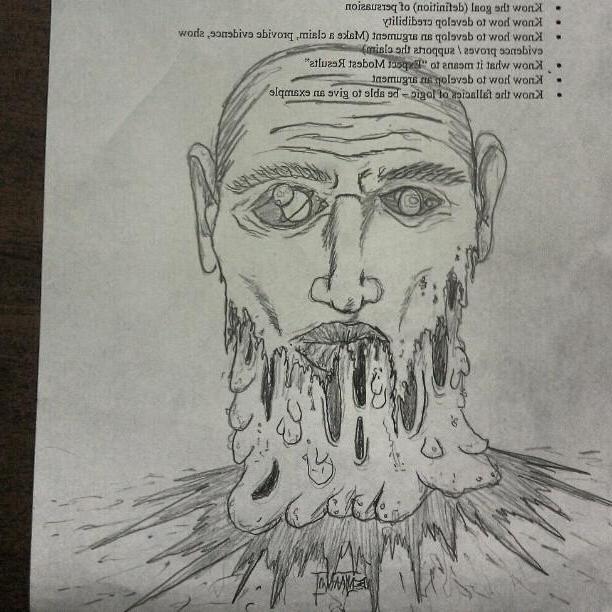 • Know the goal (definition) of persuasion
• Know how to develop credibility
• Know how to develop an argument (Make a claim, provide evidence, show
evidence proves / supports the claim)
• Know what it means to "Expect Modest Results"
• Know how to develop an argument
• Know the fallacies of logic – be able to give an example